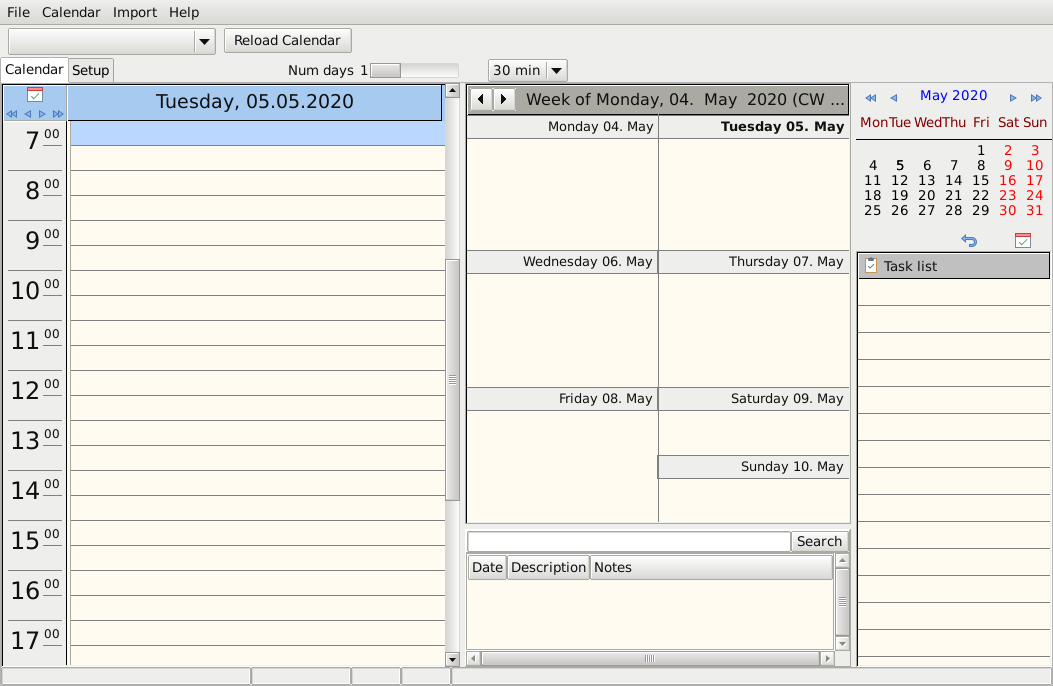 File Calendar Import Help
Reload Calendar
Calendar Setup Num days 1 30 min
Tuesday, 05.05.2020
7 00
8 00
9 00
10 00
11 00
12 00
13 00
14 00
15 00
16 00
17 00
Week of Monday, 04. May 2020 (CW ...
Monday 04. May Tuesday 05. May
Wednesday 06. May Thursday 07. May
Friday 08. May Saturday 09. May
Sunday 10. May
Search
Date Description Notes
May 2020
Mon Tue Wed Thu Fri Sat Sun
1 2 3
4 5 6 7 8 9 10
11 12 13 14 15 16 17
18 19 20 21 22 23 24
25 26 27 28 29 30 31
Task list